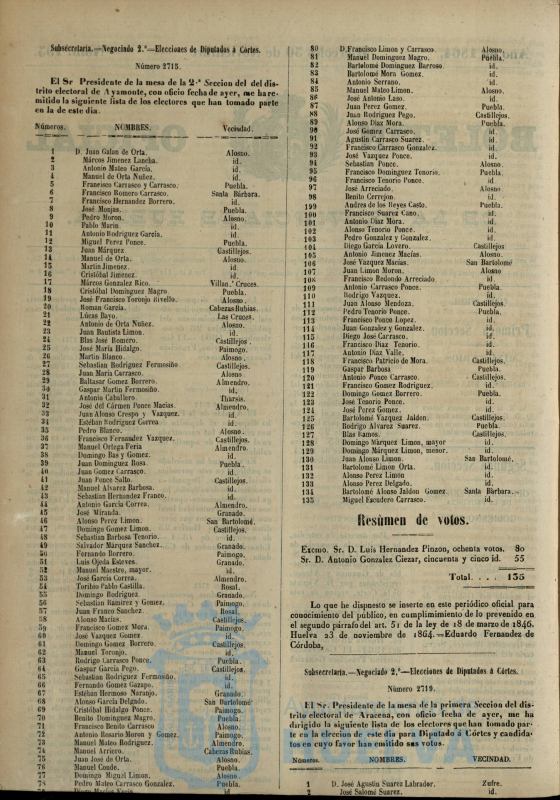 Subsecretaría.—Negociado 2.º—Elecciones de Diputados á Córtes.
Número 2715.
El Sr Presidente de la mesa de la 2.ª Seccion del del dis-
trito electoral de Ayamonte, con oficio fecha de ayer, me ha re-
mitido la siguiente lista de los electores que han tomado parte
en la de este dia.
Números. NOMBRES. Vecindad.
1 D. Juan Galan de Orta. Alosno.
2 Márcos Jimenez Lancha. id.
3 Antonio Mateo García. id.
4 Manuel de Orta Nuñez. id.
5 Francisco Carrasco y Carrasco. Puebla.
6 Francisco Romero Carrasco. Santa Bárbara.
7 Francisco Hernandez Borrero. id.
8 José Monjas. Puebla.
9 Pedro Moron. Alosno.
10 Pablo Marin. id.
11 Antonio Rodriguez García. id.
12 Miguel Perez Ponce. Puebla.
13 Juan Márquez Castillejos.
14 Manuel de Orta. Alosno.
15 Martin Jimenez. id.
16 Cristóbal Jimenez. id.
17 Márcos Gonzalez Rico. Villan.ª Cruces.
18 Cristóbal Dominguez Magro Puebla.
19 José Francisco Toronjo Rivello. Alosno.
20 Roman García. Cabezas Rubias.
21 Lúcas Bayo. Las Cruces.
22 Antonio de Orta Nuñez. Alosno.
23 Juan Bautista Limon. id.
24 Blas José Romero. Castillejos.
25 José María Hidalgo. Paimogo.
26 Martin Blanco. Alosno.
27 Sebastian Rodriguez Fermosiño Castillejos.
28 Juan María Carrasco. Alosno
29 Baltasar Gomez Borrero. Almendro.
30 Gaspar Martin Fermosiño. id.
31 Antonio Caballero. Tharsis.
32 José del Cármen Ponce Macias. Almendro.
33 Juan Alonso Crespo y Vazquez. id.
34 Estéban Rodriguez Correa id.
35 Pedro Blanco. Alosno.
36 Francisco Fernandez Vazquez. Castillejos.
37 Manuel Ortega Feria Almendro.
38 Domingo Bas y Gomez. id.
39 Juan Dominguez Rosa. Puebla.
40 Juan Gomez Carrasco. id.
41 Juan Ponce Salto. Castillejos.
42 Manuel Alvarez Barbosa. id.
43 Sebastian Hernandez Franco. id.
44 Antonio García Correa. Almendro.
45 José Miranda. Granado.
46 Alonso Perez Limon. San Bartolomé.
47 Domingo Gomez Limon. Castillejos.
48 Sebastian Barbosa Tenorio. id.
49 Salvador Márquez Sanchez. Granado.
50 Fernando Borrero. Paimogo.
51 Luis Ojeda Esteves. Granado.
52 Manuel Maestre, mayor. id.
53 José García Correa. Almendro.
54 Toribio Pablo Castilla. Rosal.
55 Domingo Rodriguez Granado.
56 Sebastian Ramirez y Gomez. Paimogo.
57 Juan Franco Sanchez. Rosal.
58 Alonso Macías. Castillejos.
59 Francisco Gomez Mora. Paimogo.
60 José Vazquez Gomez id.
61 Domingo Gomez Borrero Castillejos.
62 Manuel Toronjo. id.
63 Rodrigo Carrasco Ponce. Puebla.
64 Gaspar García Pego. Castillejos.
65 Sebastian Rodriguez Fermosiño. id.
66 Fernando Gomez Gazapo. id.
67 Estéban Hermoso Naranjo. Granado.
68 Alonso García Delgado. San Bartolomé
69 Cristóbal Hidalgo Ponce. Paimogo.
70 Benito Dominguez Magro. Puebla.
71 Francisco Benito Carrasco Alosno.
72 Antonio Rosario Moron y Gomez. Paimogo.
73 Manuel Mateo Rodriguez. Almendro.
74 Manuel Arriero. Cabezas Rubias.
75 Juan José de Orta. Alosno.
76 Manuel Conde. Puebla.
77 Domingo Miguel Limon. Alosno.
78 Pedro Mateo Carrasco Gonzalez. Puebla.
80 D. Francisco Limon y Carrasco. Alosno.
81 Manuel Dominguez Magro. Puebla.
82 Bartolomé Dominguez Barroso. id.
83 Bartolomé Mora Gomez. id.
84 Antonio Serrano. id.
85 Manuel Mateo Limon. Alosno.
86 José Antonio Laso. id.
87 Juan Perez Gomez. Puebla.
88 Juan Rodriguez Pego. Castillejos.
89 Alonso Diaz Mora. Puebla.
90 José Gomez Carrasco. id.
91 Agustin Carrasco Suarez. id.
92 Francisco Carrasco Gonzalez. id.
93 José Vazquez Ponce. id.
94 Sebastian Ponce. Alosno.
95 Francisco Dominguez Tenorio. Puebla.
96 Francisco Tenorio Ponce. id.
97 José Arreciado. Alosno.
98 Benito Cerrejon. id.
199 Andres de los Reyes Casto. Puebla.
100 Francisco Suarez Cano. id.
101 Antonio Diaz Mora. id.
102 Alonso Tenorio Ponce. id.
103 Pedro Gonzalez y Gonzalez. id.
104 Diego García Lovero. Castillejos
105 Antonio Jimenez Macías. Alosno.
106 José Vazquez Macías. San Bartolomé
107 Juan Limon Moron. Alosno
108 Francisco Redondo Arreciado id.
109 Antonio Carrasco Ponce. Puebla.
110 Rodrigo Vazquez. id.
111 Juan Alonso Mendoza. Castillejos.
112 Pedro Tenorio Ponce. Puebla.
113 Francisco Ponce Lopez. id.
114 Juan Gonzalez y Gonzalez. id.
115 Diego José Carrasco. id.
116 Francisco Diaz Tenorio. id.
117 Antonio Diaz Valle. id.
118 Francisco Patricio de Mora. Castillejos.
119 Gaspar Barbosa Puebla.
120 Antonio Ponce Carrasco. Castillejos.
121 Francisco Gomez Rodriguez. id.
122 Domingo Gomez Borrero. Puebla.
123 José Tenorio Ponce. id.
124 José Perez Gomez. id.
125 Bartolomé Vazquez Jaldon. Castillejos.
126 Rodrigo Alvarez Suarez. Puebla.
127 Blas Ramos. Castillejos.
128 Domingo Márquez Limon, mayor id.
129 Domingo Márquez Limon, menor. id.
130 Juan Alonso Limon. San Bartolomé.
131 Bartolomé Limon Orta. id.
132 Alonso Perez Limon id.
133 Alonso Perez Delgado. id.
134 Bartolomé Alonso Jaldon Gomez. Santa Bárbara.
135 Miguel Escudero Carrasco. id.
Resúmen de votos.
Excmo. Sr. D. Luis Hernandez Pinzon, ochenta votos. 80
Sr. D. Antonio Gonzalez Ciezar, cincuenta y cinco id. 55
Total. . . . 135
Lo que he dispuesto se inserte en este periódico oficial para
conocimiento del público, en cumplimimiento de lo prevenido en
el segundo párrafo del art. 51 de la ley de 18 de marzo de 1846.
Huelva 23 de noviembre de 1864.—Eduardo Fernandez de
Córdoba,
Subsecretaría.—Negociado 2.º—Elecciones de Diputados á Córtes.
Número 2719.
El Sr. Presidente de la mesa de la primera Seccion del dis-
trito electoral de Aracena, con oficio fecha de ayer, me ha
dirigido la siguiente lista de los electores que han tomado par-
te en la eleccion de este dia para Diputado á Córtes y candida-
tos en cuyo favor han emitido sus votos.
Números. NOMBRES. VECINDAD.
1 D. José Agustin Suarez Labrador. Zufre.
2 José Salomé Suarez. id.